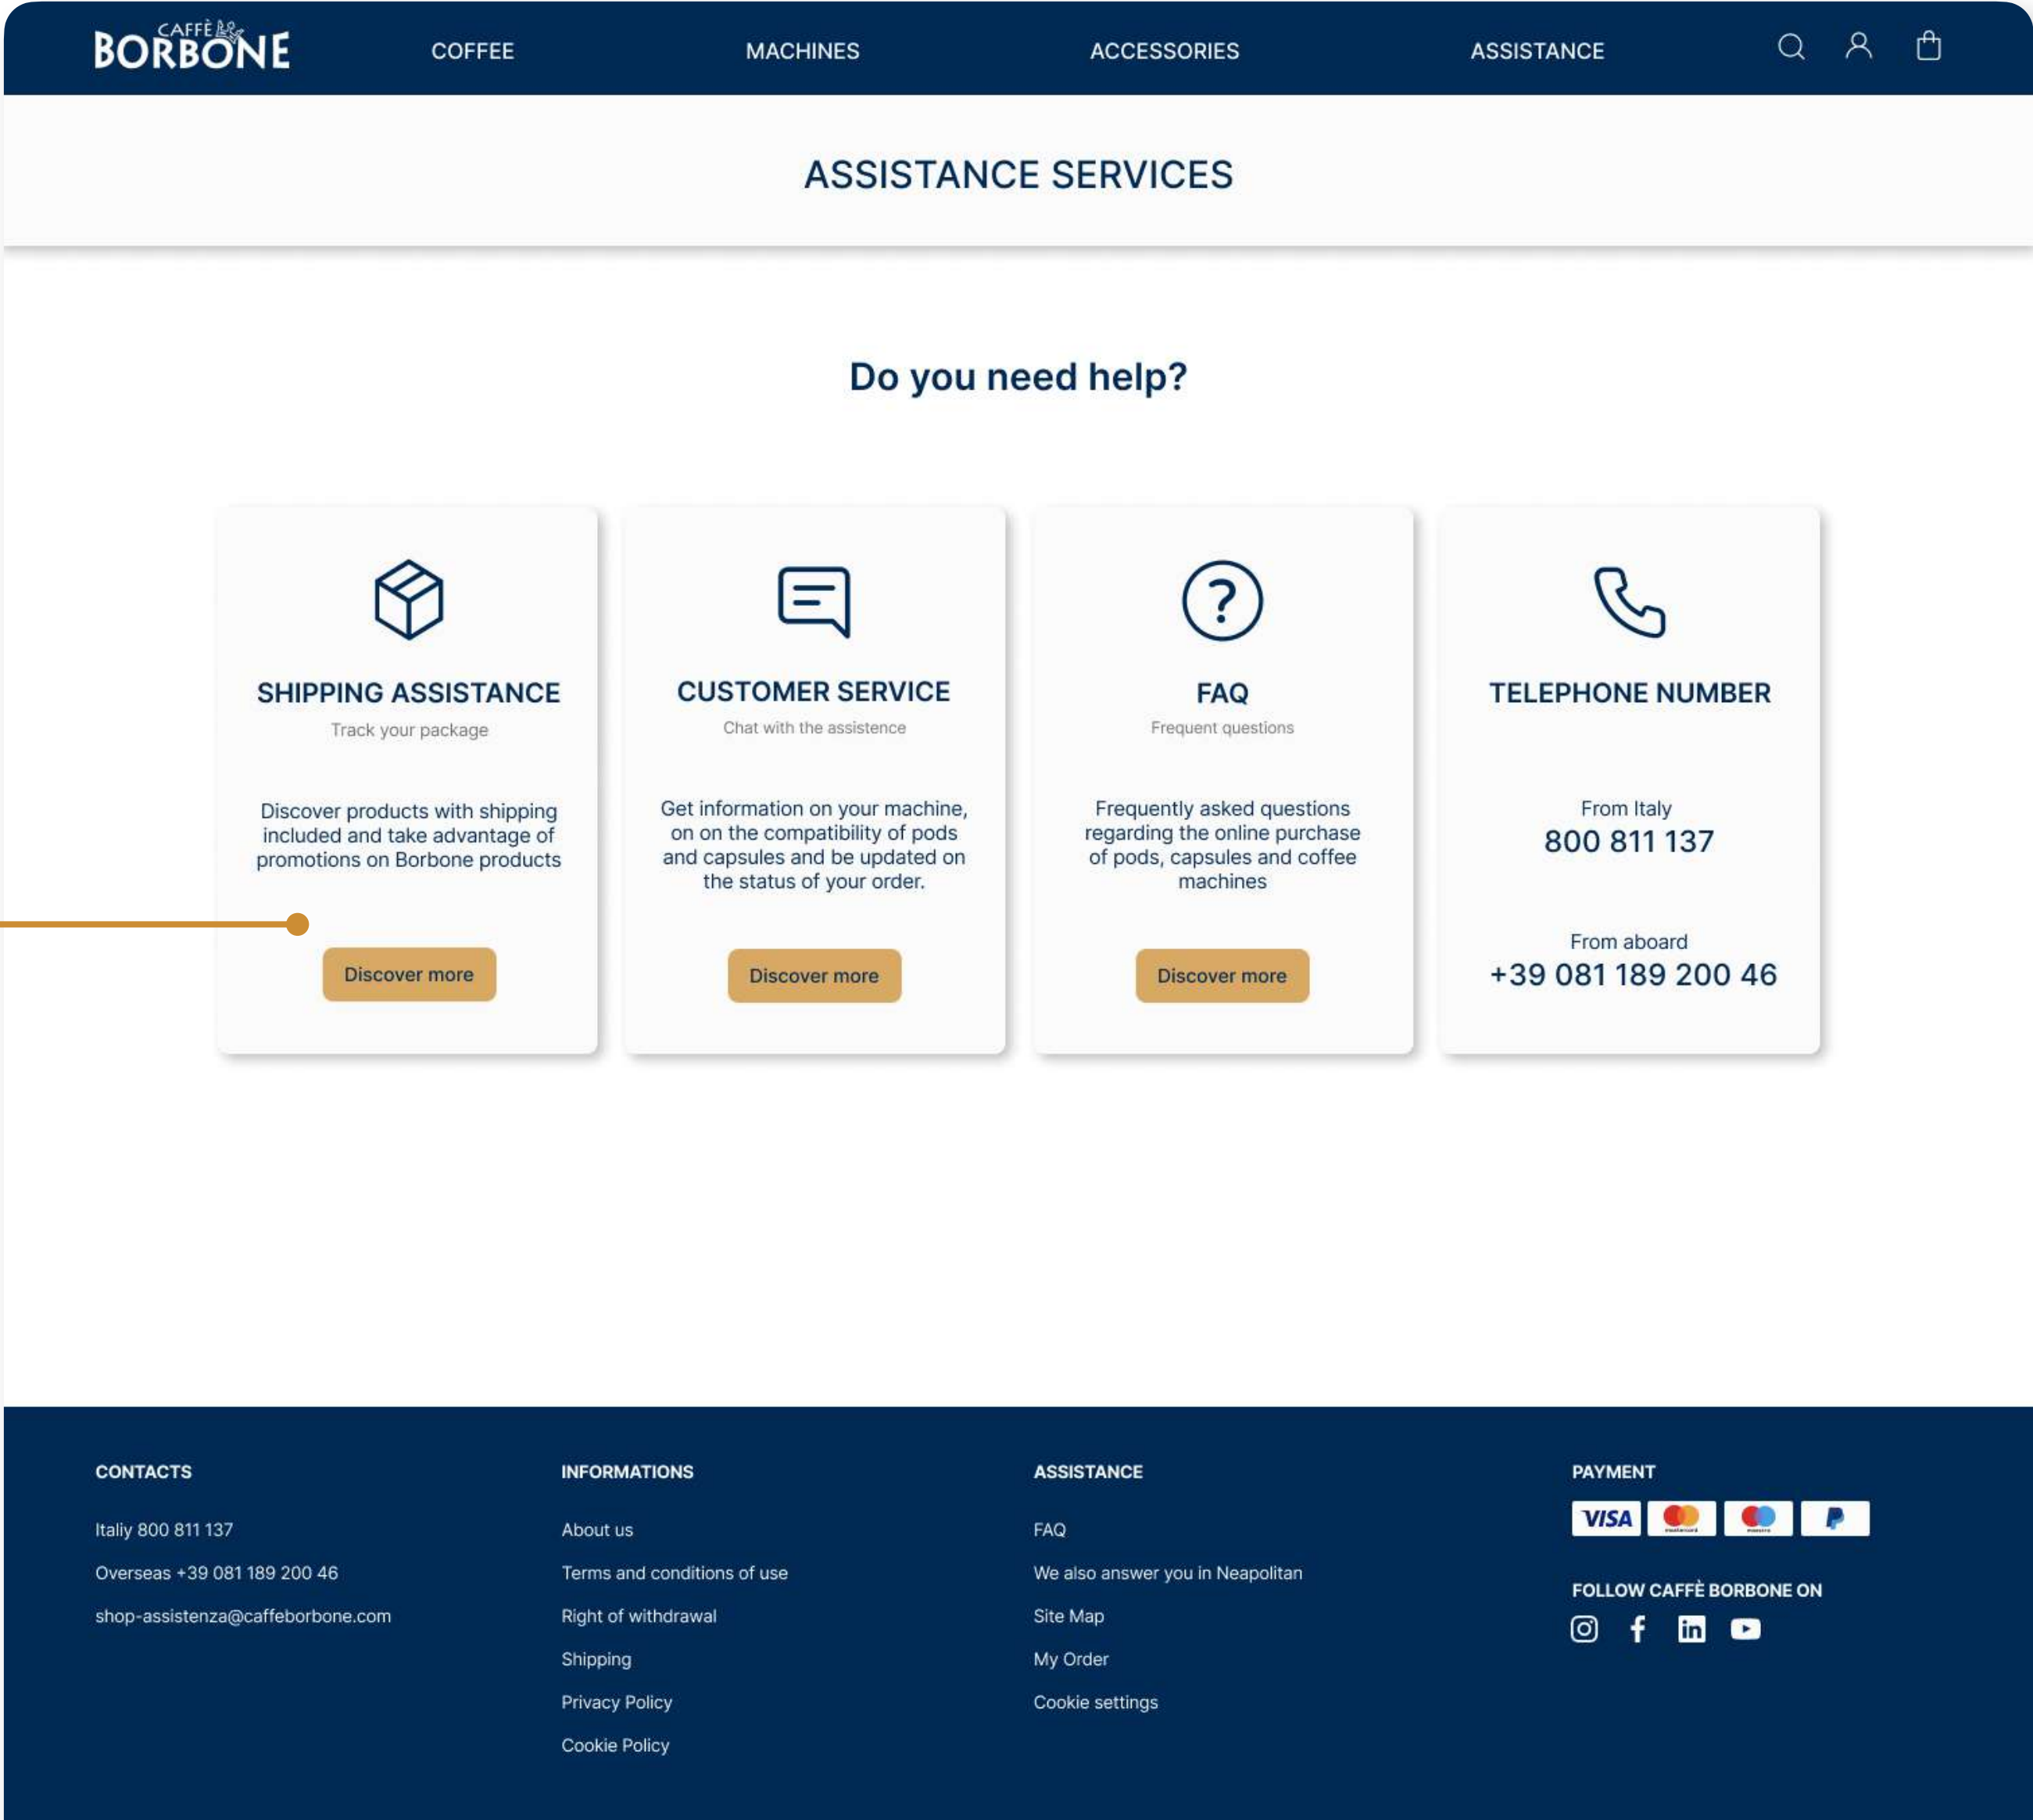 CAFFÈ
BORBONE
COFFEE
MACHINES
ACCESSORIES
ASSISTANCE
ASSISTANCE SERVICES
Do you need help?
SHIPPING ASSISTANCE
Track your package
Discover products with shipping
included and take advantage of
promotions on Borbone products
Discover more
CUSTOMER SERVICE
Chat with the assistence
Get information on your machine,
on on the compatibility of pods
and capsules and be updated on
the status of your order.
Discover more
?
FAQ
Frequent questions
Frequently asked questions
regarding the online purchase
of pods, capsules and coffee
machines
Discover more
TELEPHONE NUMBER
From Italy
800 811 137
From aboard
+39 081 189 200 46
CONTACTS
Italiy 800 811 137
Overseas +39 081 189 200 46
shop-assistenza@caffeborbone.com
INFORMATIONS
About us
Terms and conditions of use
Right of withdrawal
Shipping
Privacy Policy
Cookie Policy
ASSISTANCE
FAQ
We also answer you in Neapolitan
Site Map
My Order
Cookie settings
PAYMENT
VISA
mastercard
maestro
FOLLOW CAFFÈ BORBONE ON
f
in